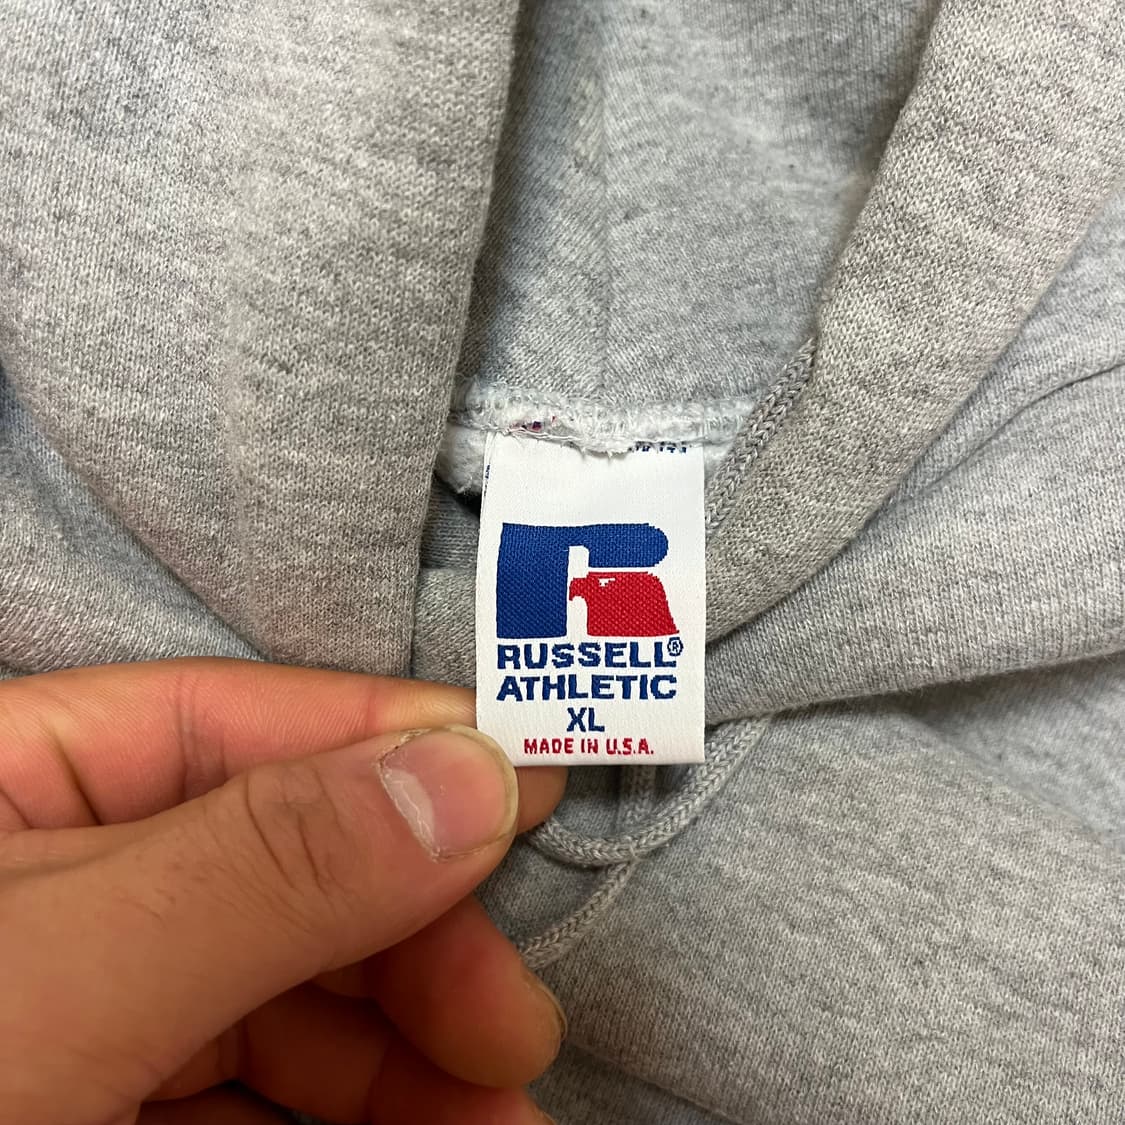 RUSSELL®
ATHLETIC
XL
MADE IN U.S.A.